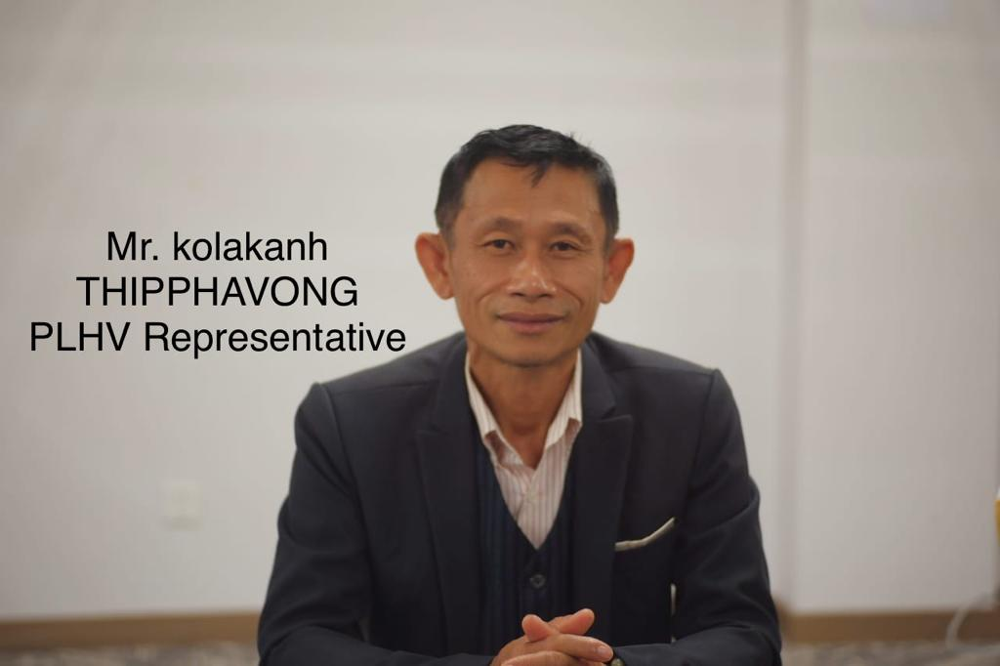 Mr. kolakanh
THIPPHAVONG
PLHV Representative